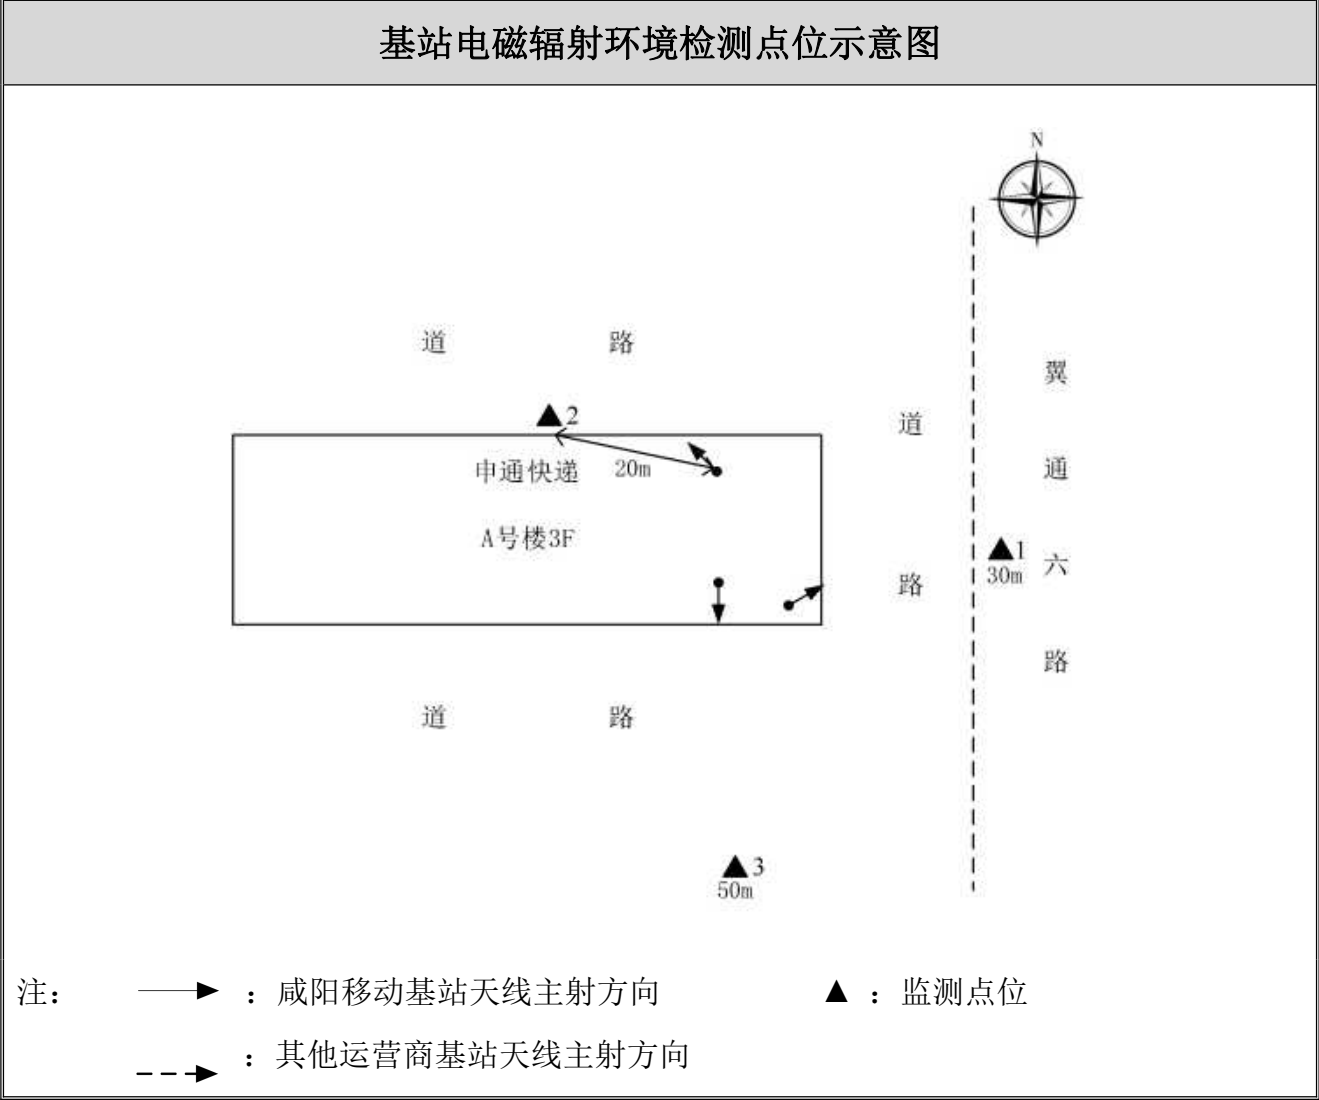 基站电磁辐射环境检测点位示意图
N
道 路
翼通六路
道路
2
申通快递
20m
A号楼3F
1
30m
道 路
3
50m
注： ：咸阳移动基站天线主射方向 ▲：监测点位
：其他运营商基站天线主射方向